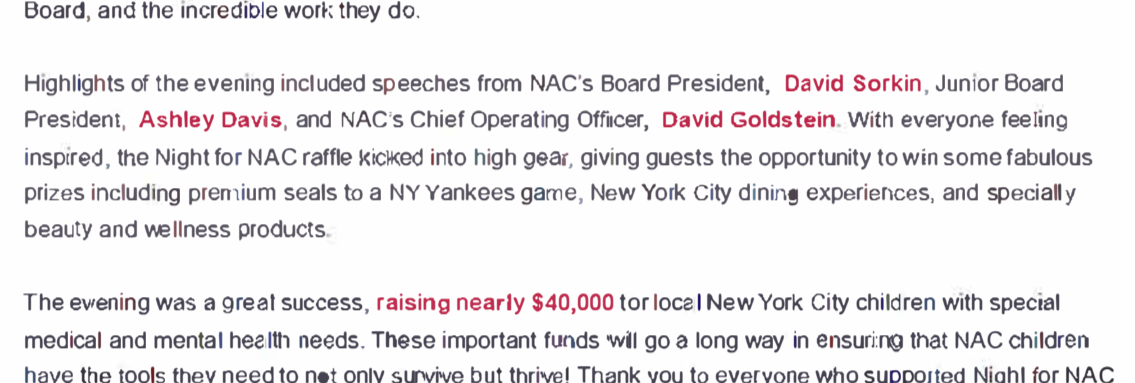 Board, and the incredible work they do.
Highlights of the evening included speeches from NAC's Board President, David Sorkin, Junior Board
President, Ashley Davis, and NAC's Chief Operating Officer, David Goldstein. With everyone feeling
inspired, the Night for NAC raffle kicked into high gear, giving guests the opportunity to win some fabulous
prizes including premium seals to a NY Yankees game, New York City dining experiences, and specially
beauty and wellness products.
The evening was a great success, raising nearly $40,000 tor local New York City children with special
medical and mental health needs. These important funds will go a long way in ensuring that NAC children
have the tools they need to not only survive but thrive! Thank you to everyone who supported Nighl for NAC